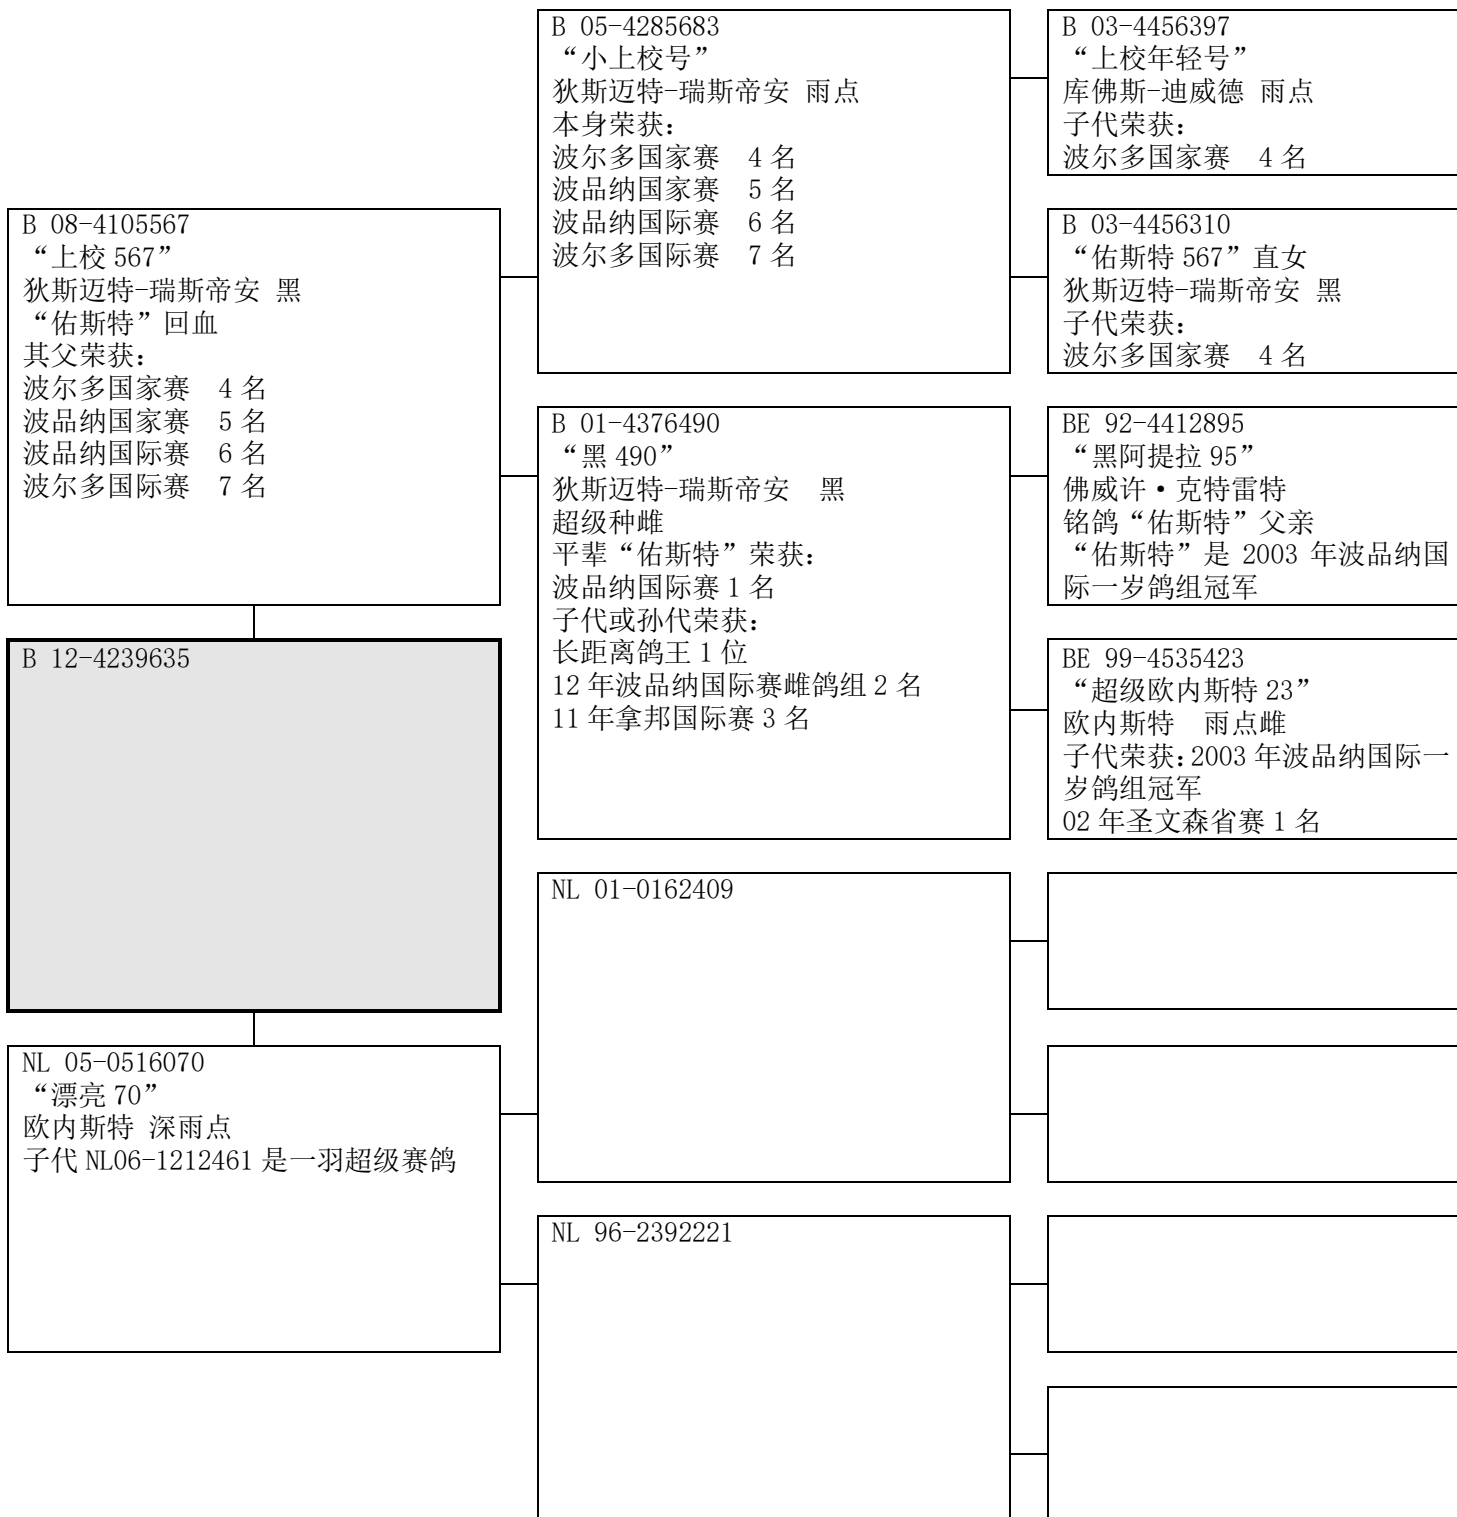 B 08-4105567
“上校 567”
狄斯迈特-瑞斯帝安 黑
“佑斯特”回血
其父荣获：
波尔多国家赛 4 名
波品纳国家赛 5 名
波品纳国际赛 6 名
波尔多国际赛 7 名
B 12-4239635
NL 05-0516070
“漂亮 70”
欧内斯特 深雨点
子代 NL06-1212461 是一羽超级赛鸽
B 05-4285683
“小上校号”
狄斯迈特-瑞斯帝安 雨点
本身荣获：
波尔多国家赛 4 名
波品纳国家赛 5 名
波品纳国际赛 6 名
波尔多国际赛 7 名
B 01-4376490
“黑 490”
狄斯迈特-瑞斯帝安 黑
超级种雌
平辈“佑斯特”荣获：
波品纳国际赛 1 名
子代或孙代荣获：
长距离鸽王 1 位
12 年波品纳国际赛雌鸽组 2 名
11 年拿邦国际赛 3 名
NL 01-0162409
NL 96-2392221
B 03-4456397
“上校年轻号”
库佛斯-迪威德 雨点
子代荣获：
波尔多国家赛 4 名
B 03-4456310
“佑斯特 567”直女
狄斯迈特-瑞斯帝安 黑
子代荣获：
波尔多国家赛 4 名
BE 92-4412895
“黑阿提拉 95”
佛威许·克特雷特
铭鸽“佑斯特”父亲
“佑斯特”是 2003 年波品纳国
际一岁鸽组冠军
BE 99-4535423
“超级欧内斯特 23”
欧内斯特 雨点雌
子代荣获：2003 年波品纳国际一
岁鸽组冠军
02 年圣文森省赛 1 名